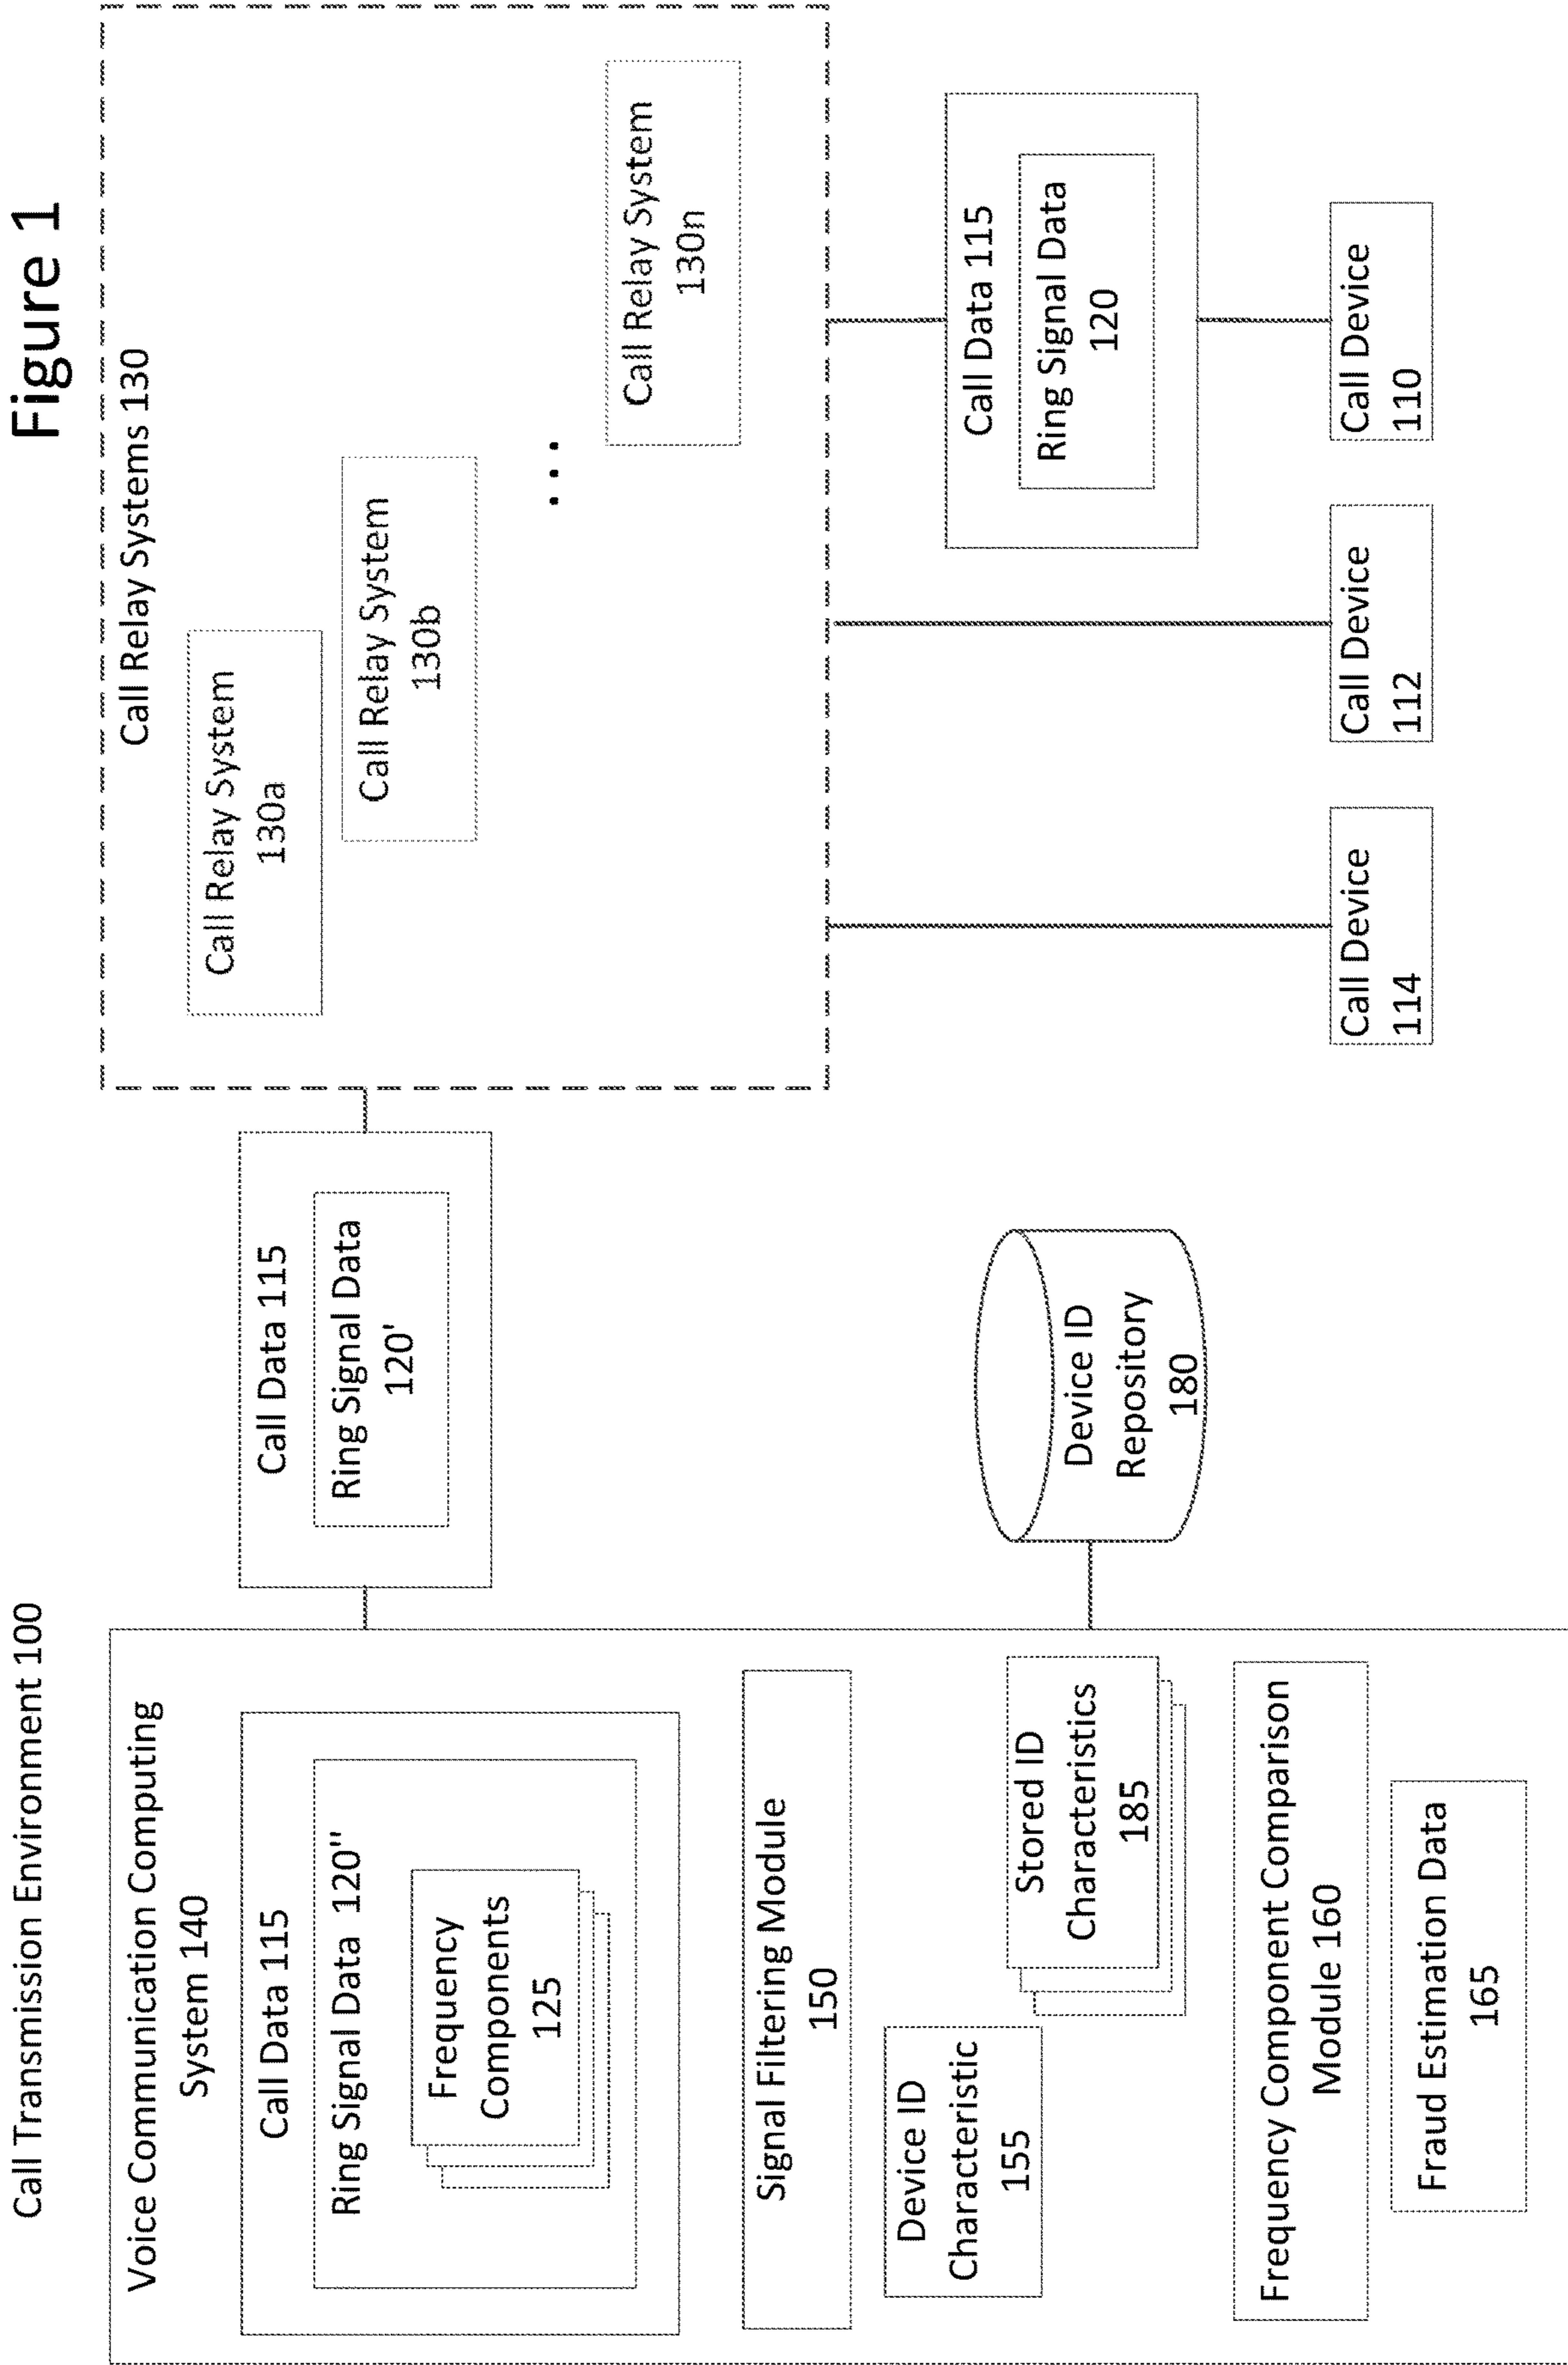 Call Transmission Environment 100
Figure 1
Voice Communication Computing
System 140
Call Data 115
Ring Signal Data 120"
Frequency
Components
125
Signal Filtering Module
150
Device ID
Characteristic
155
Stored ID
Characteristics
185
Frequency Component Comparison
Module 160
Fraud Estimation Data
165
Call Data 115
Ring Signal Data
120'
Device ID
Repository
180
Call Relay Systems 130
Call Relay System
130a
Call Relay System
130b
...
Call Relay System
130n
Call Data 115
Ring Signal Data
120
Call Device
114
Call Device
112
Call Device
110